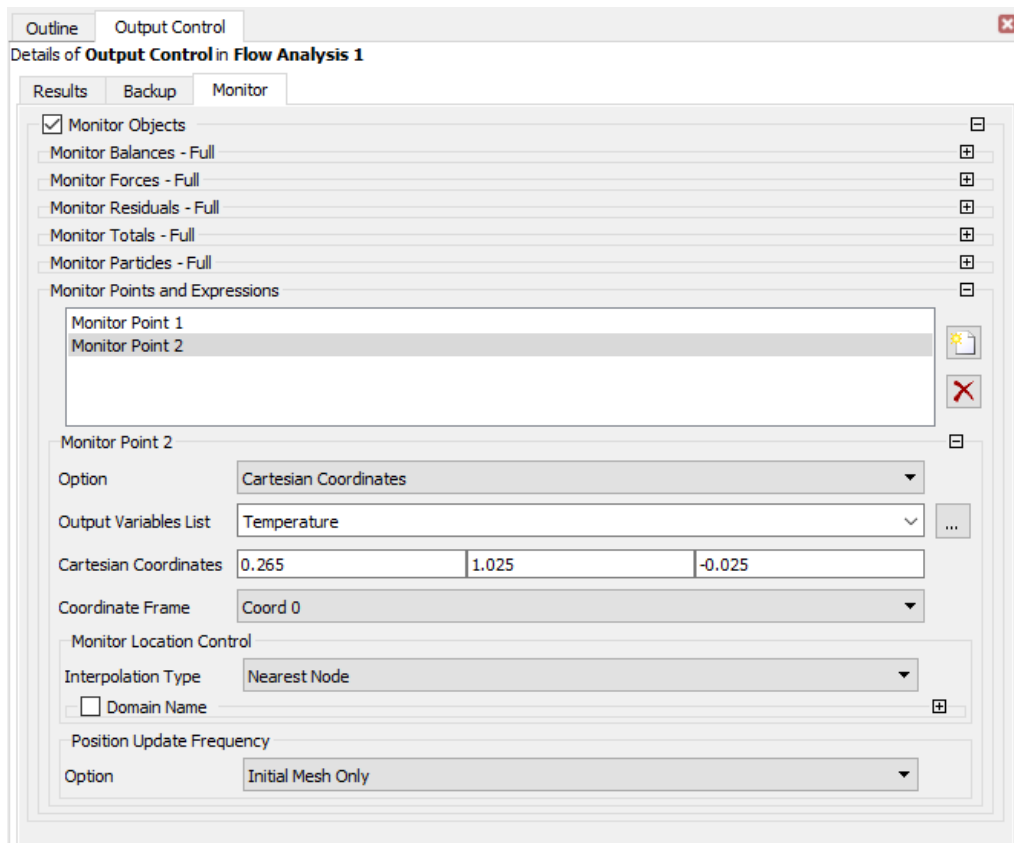 Outline Output Control
Details of Output Control in Flow Analysis 1
Results Backup Monitor
Monitor Objects
Monitor Balances - Full
Monitor Forces - Full
Monitor Residuals - Full
Monitor Totals - Full
Monitor Particles - Full
Monitor Points and Expressions
Monitor Point 1
Monitor Point 2
Monitor Point 2
Option Cartesian Coordinates
Output Variables List Temperature ...
Cartesian Coordinates 0.265 1.025 -0.025
Coordinate Frame Coord 0
Monitor Location Control
Interpolation Type Nearest Node
Domain Name
Position Update Frequency
Option Initial Mesh Only